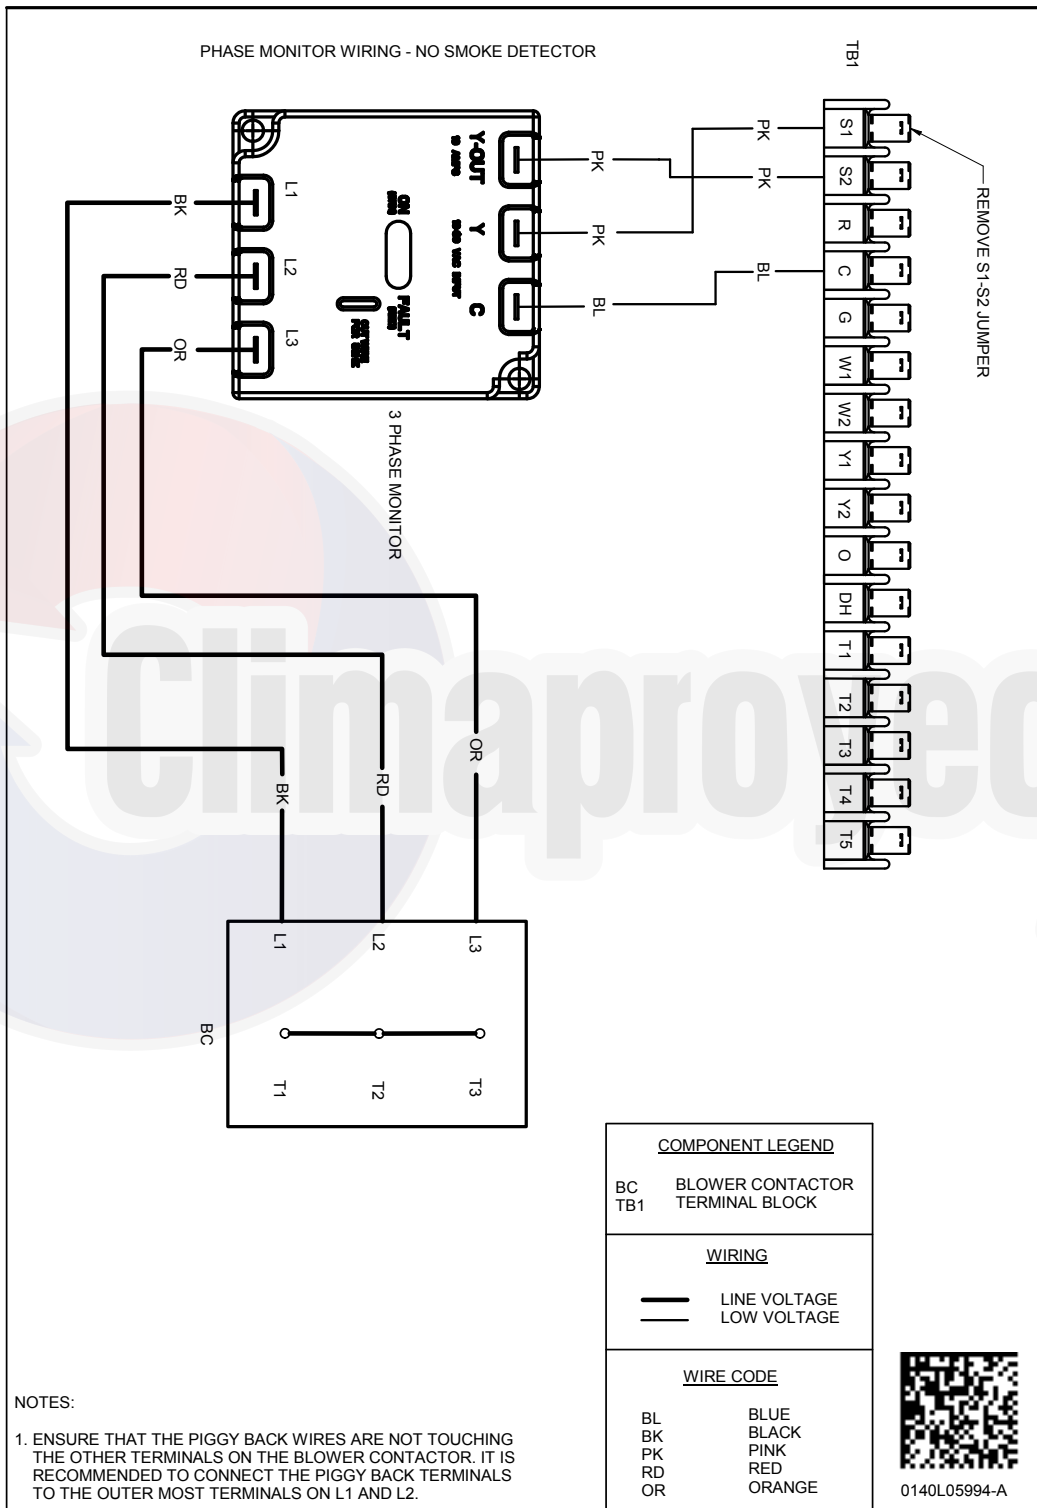 PHASE MONITOR WIRING - NO SMOKE DETECTOR
TB1
S1
S2
R
C
G
W1
W2
Y1
Y2
O
DH
T1
T2
T3
T4
T5
REMOVE S1-S2 JUMPER
PK
PK
BL
PK
PK
BL
Y-OUT
Y
C
ON
FAULT
L1
L2
L3
BK
RD
OR
3 PHASE MONITOR
Climaproyec
OR
RD
BK
L1
L2
L3
BC
T1
T2
T3
COMPONENT LEGEND
BC BLOWER CONTACTOR
TB1 TERMINAL BLOCK
WIRING
LINE VOLTAGE
LOW VOLTAGE
WIRE CODE
BL BLUE
BK BLACK
PK PINK
RD RED
OR ORANGE
NOTES:
1. ENSURE THAT THE PIGGY BACK WIRES ARE NOT TOUCHING
THE OTHER TERMINALS ON THE BLOWER CONTACTOR. IT IS
RECOMMENDED TO CONNECT THE PIGGY BACK TERMINALS
TO THE OUTER MOST TERMINALS ON L1 AND L2.
0140L05994-A